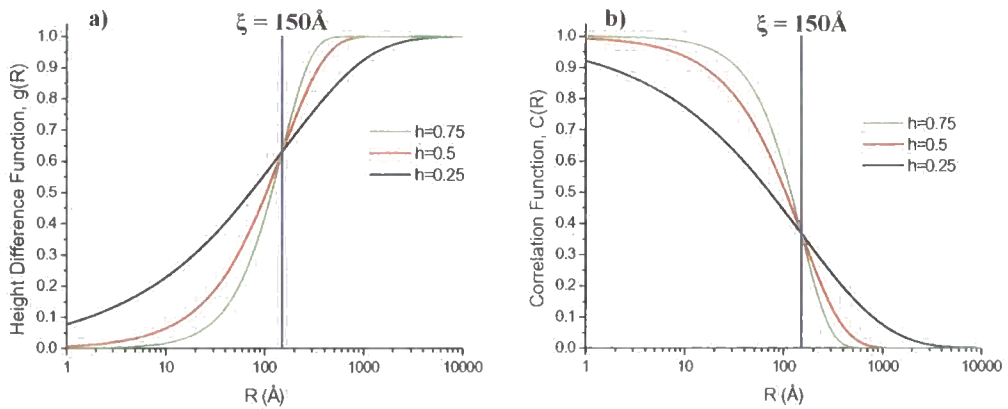 a)
ξ = 150Å
Height Difference Function, g(R)
1.0
0.9
0.8
0.7
0.6
0.5
0.4
0.3
0.2
0.1
0.0
1 10 100 1000 10000
R (Å)
h=0.75
h=0.5
h=0.25
b)
ξ = 150Å
Correlation Function, C(R)
1.0
0.9
0.8
0.7
0.6
0.5
0.4
0.3
0.2
0.1
0.0
1 10 100 1000 10000
R (Å)
h=0.75
h=0.5
h=0.25